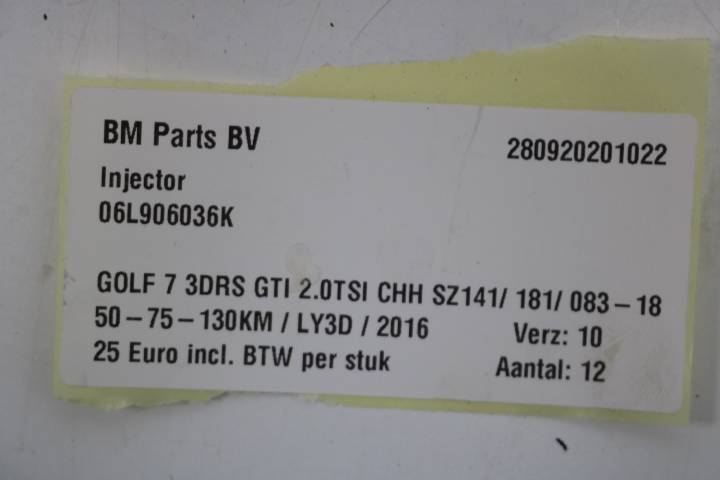 BM Parts BV
280920201022
Injector
06L906036K
GOLF 7 3DRS GTI 2.0TSI CHH SZ141/ 181/ 083-18
50-75-130KM / LY3D / 2016
Verz: 10
25 Euro incl. BTW per stuk
Aantal: 12